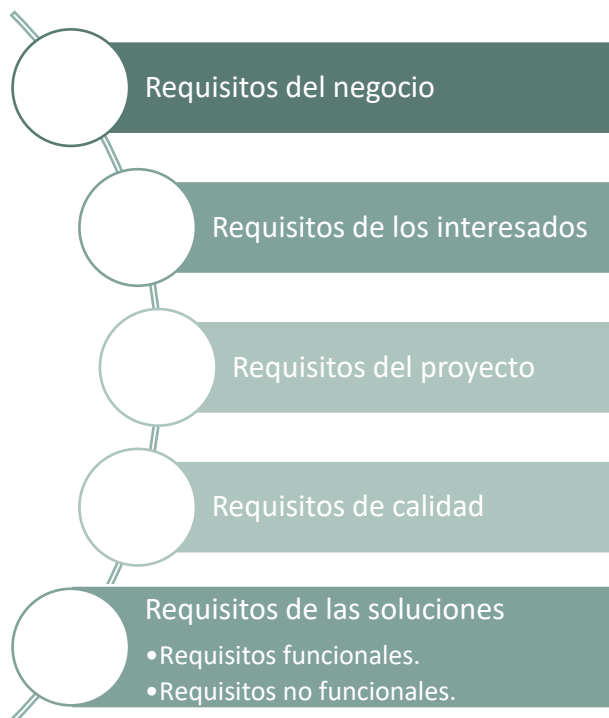 Requisitos del negocio
Requisitos de los interesados
Requisitos del proyecto
Requisitos de calidad
Requisitos de las soluciones
•Requisitos funcionales.
•Requisitos no funcionales.